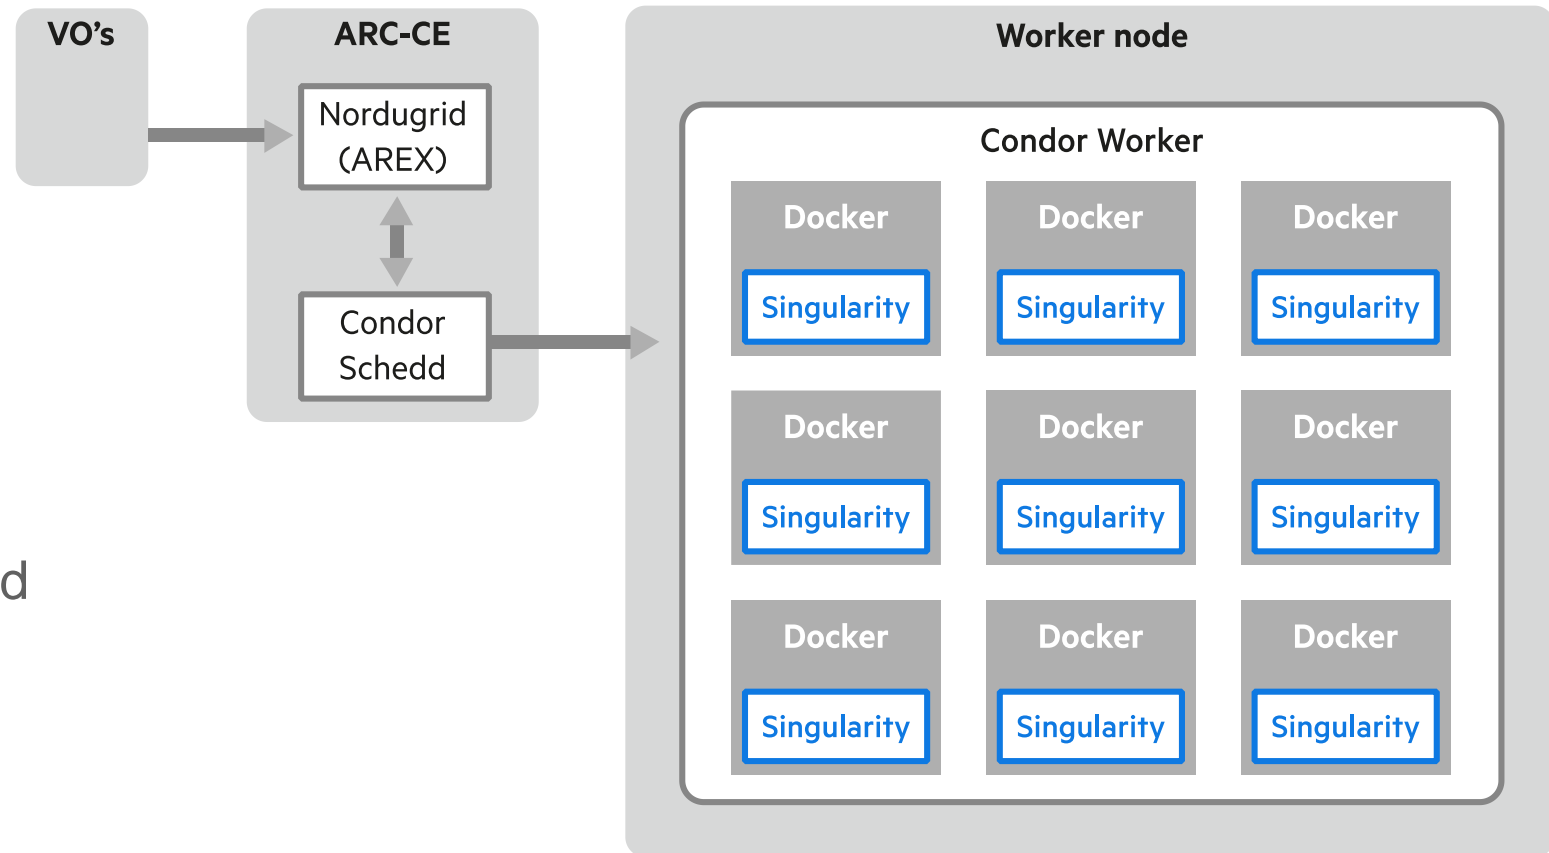 VO's
ARC-CE
Nordugrid
(AREX)
Condor
Schedd
Worker node
Condor Worker
Docker
Singularity
Docker
Singularity
Docker
Singularity
Docker
Singularity
Docker
Singularity
Docker
Singularity
Docker
Singularity
Docker
Singularity
Docker
Singularity
d